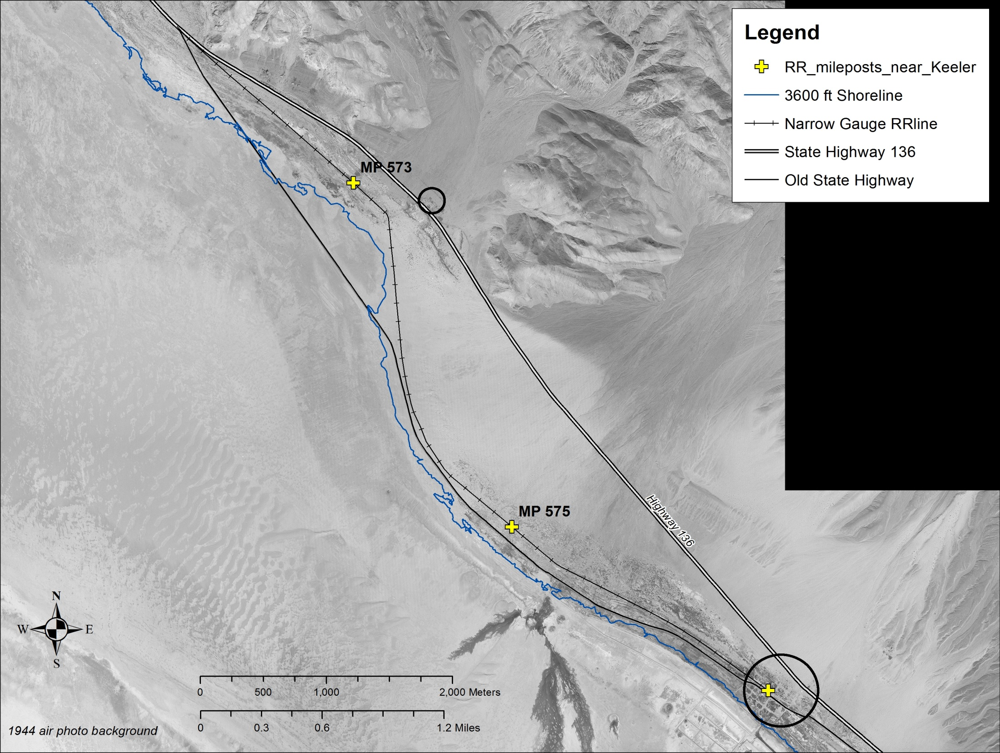 Legend
RR_mileposts_near_Keeler
3600 ft Shoreline
Narrow Gauge RRline
State Highway 136
Old State Highway
MP 573
MP 575
Highway 136
N
W E
S
0 500 1,000 2,000 Meters
0 0.3 0.6 1.2 Miles
1944 air photo background